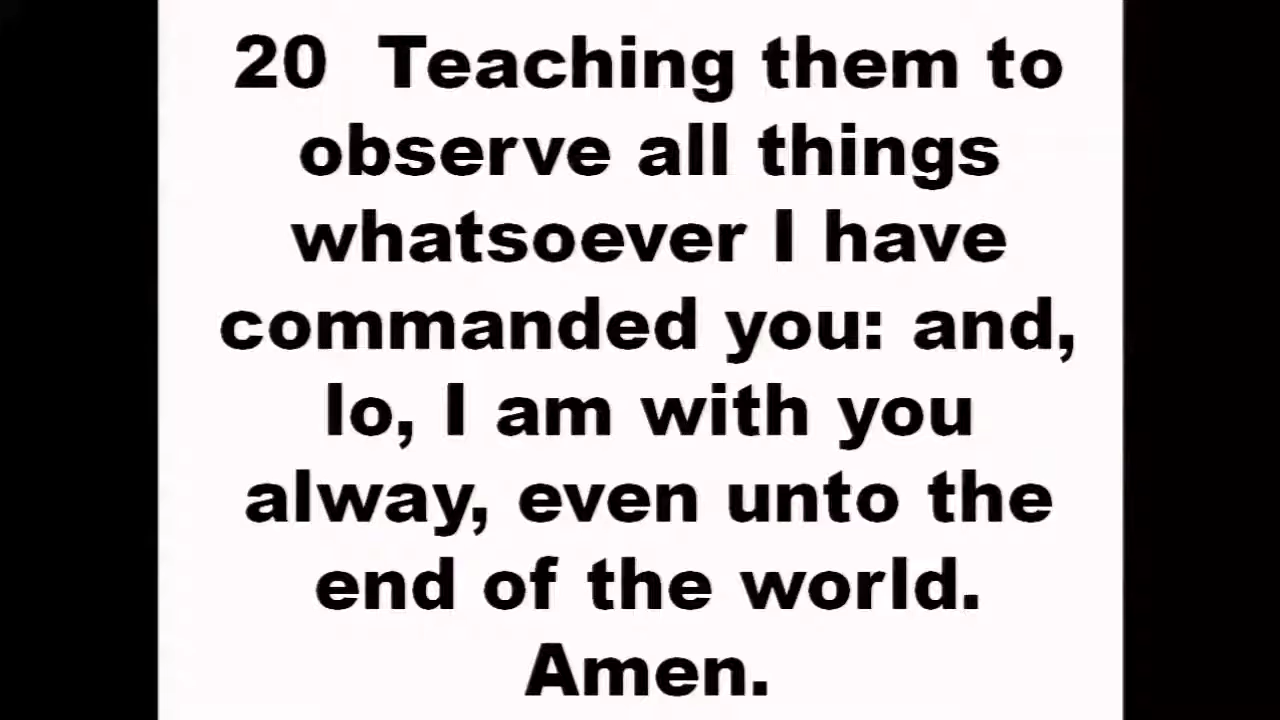 20  Teaching them to
observe all things
whatsoever I have
commanded you: and,
lo, I am with you
alway, even unto the
end of the world.
Amen.